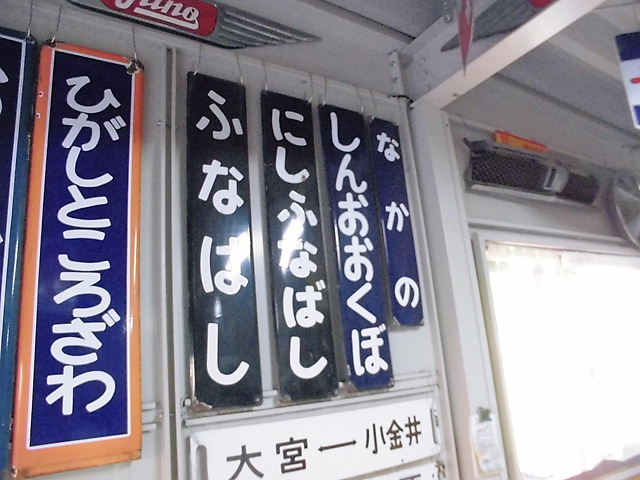 ひがしところざわ
ふなばし
にしふなばし
しんおおくぼ
なかの
大宮 ― 小金井